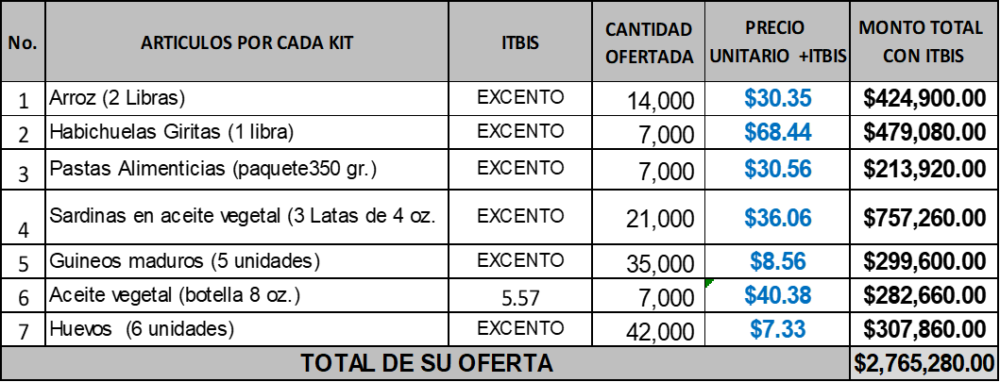 No. ARTICULOS POR CADA KIT ITBIS CANTIDAD OFERTADA PRECIO UNITARIO +ITBIS MONTO TOTAL CON ITBIS
1 Arroz (2 Libras) EXCENTO 14,000 $30.35 $424,900.00
2 Habichuelas Giritas (1 libra) EXCENTO 7,000 $68.44 $479,080.00
3 Pastas Alimenticias (paquete350 gr.) EXCENTO 7,000 $30.56 $213,920.00
4 Sardinas en aceite vegetal (3 Latas de 4 oz. EXCENTO 21,000 $36.06 $757,260.00
5 Guineos maduros (5 unidades) EXCENTO 35,000 $8.56 $299,600.00
6 Aceite vegetal (botella 8 oz.) 5.57 7,000 $40.38 $282,660.00
7 Huevos (6 unidades) EXCENTO 42,000 $7.33 $307,860.00
TOTAL DE SU OFERTA $2,765,280.00